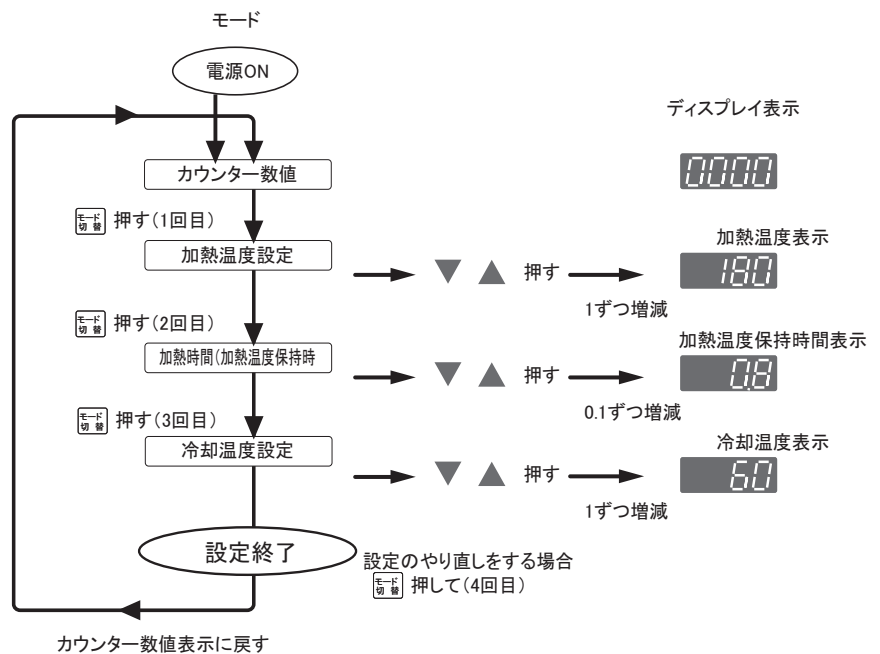 モード
電源ON
ディスプレイ表示
カウンター数値
0000
モード切替 押す(1回目)
加熱温度設定
▼ ▲ 押す
1ずつ増減
加熱温度表示
180
モード切替 押す(2回目)
加熱時間(加熱温度保持時
▼ ▲ 押す
0.1ずつ増減
加熱温度保持時間表示
0.8
モード切替 押す(3回目)
冷却温度設定
▼ ▲ 押す
1ずつ増減
冷却温度表示
60
設定終了
設定のやり直しをする場合
モード切替 押して(4回目)
カウンター数値表示に戻す